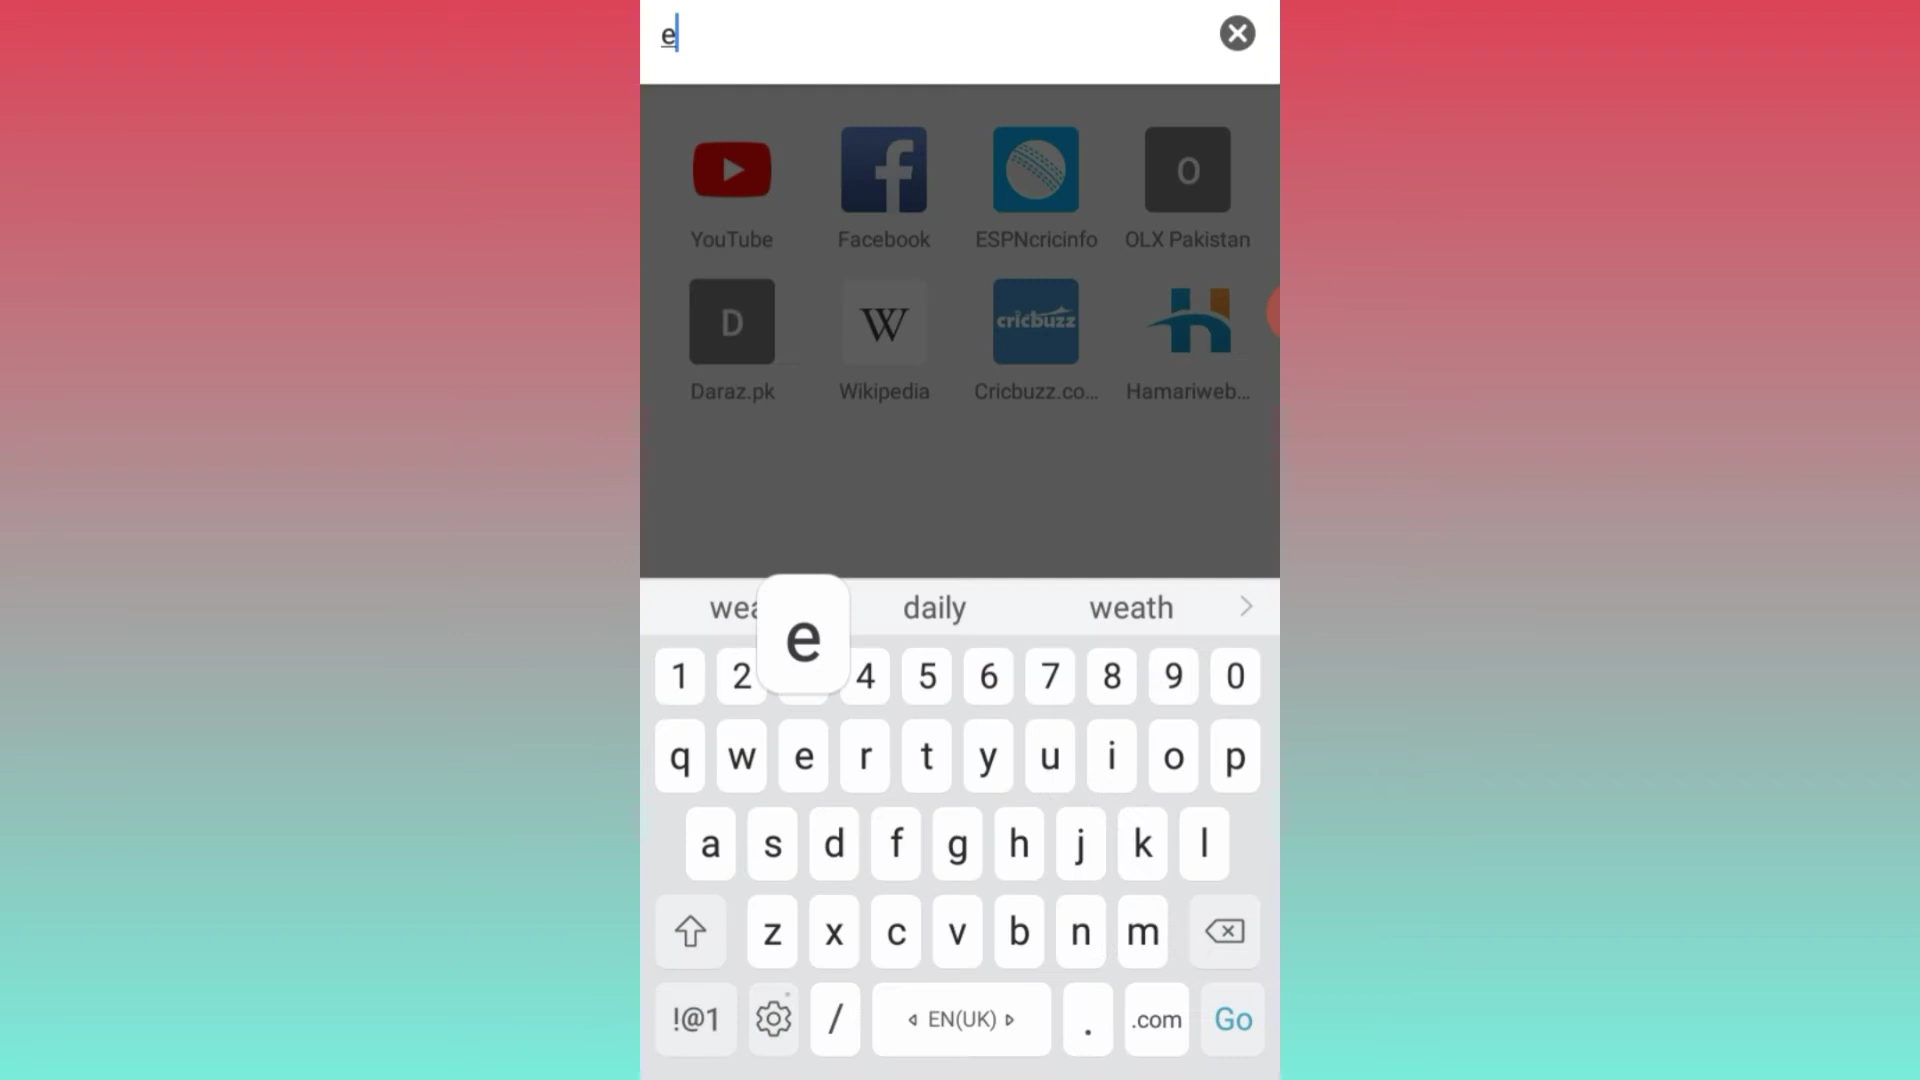 e
O
YouTube Facebook ESPNcricinfo OLX Pakistan
D W cricbuzz
Daraz.pk Wikipedia Cricbuzz.co... Hamariweb...
wea daily weath
e
1 2 4 5 6 7 8 9 0
q w e r t y u i o p
a s d f g h j k l
z x c v b n m
!@1 / EN(UK) . .com Go